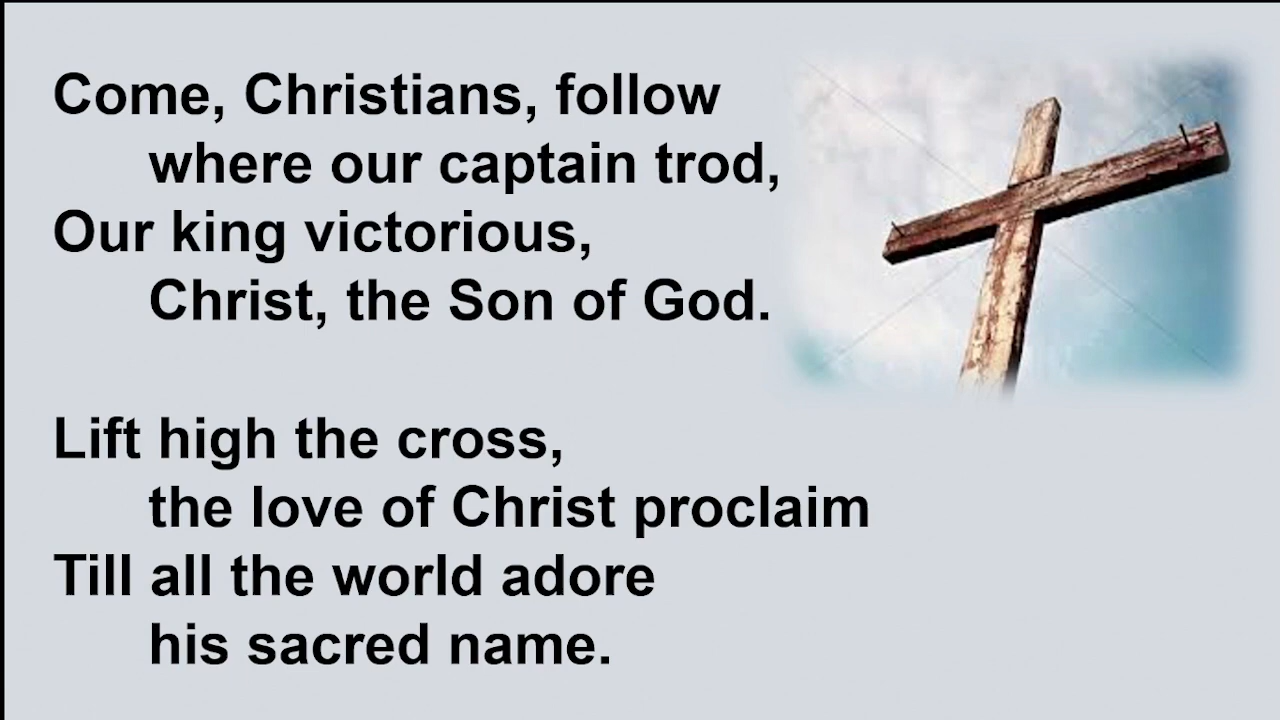 Come, Christians, follow
where our captain trod,
Our king victorious,
Christ, the Son of God.
Lift high the cross,
the love of Christ proclaim
Till all the world adore
his sacred name.